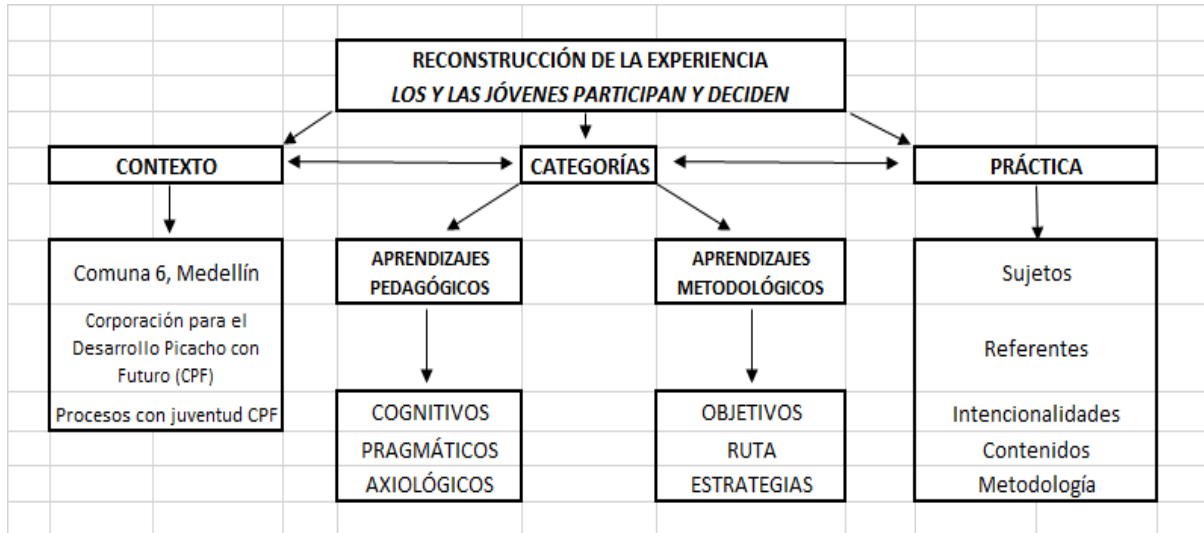 RECONSTRUCCIÓN DE LA EXPERIENCIA
LOS Y LAS JÓVENES PARTICIPAN Y DECIDEN
CONTEXTO
CATEGORÍAS
PRÁCTICA
Comuna 6, Medellín
Corporación para el
Desarrollo Picacho con
Futuro (CPF)
Procesos con juventud CPF
APRENDIZAJES
PEDAGÓGICOS
COGNITIVOS
PRAGMÁTICOS
AXIOLÓGICOS
APRENDIZAJES
METODOLÓGICOS
OBJETIVOS
RUTA
ESTRATEGIAS
Sujetos
Referentes
Intencionalidades
Contenidos
Metodología